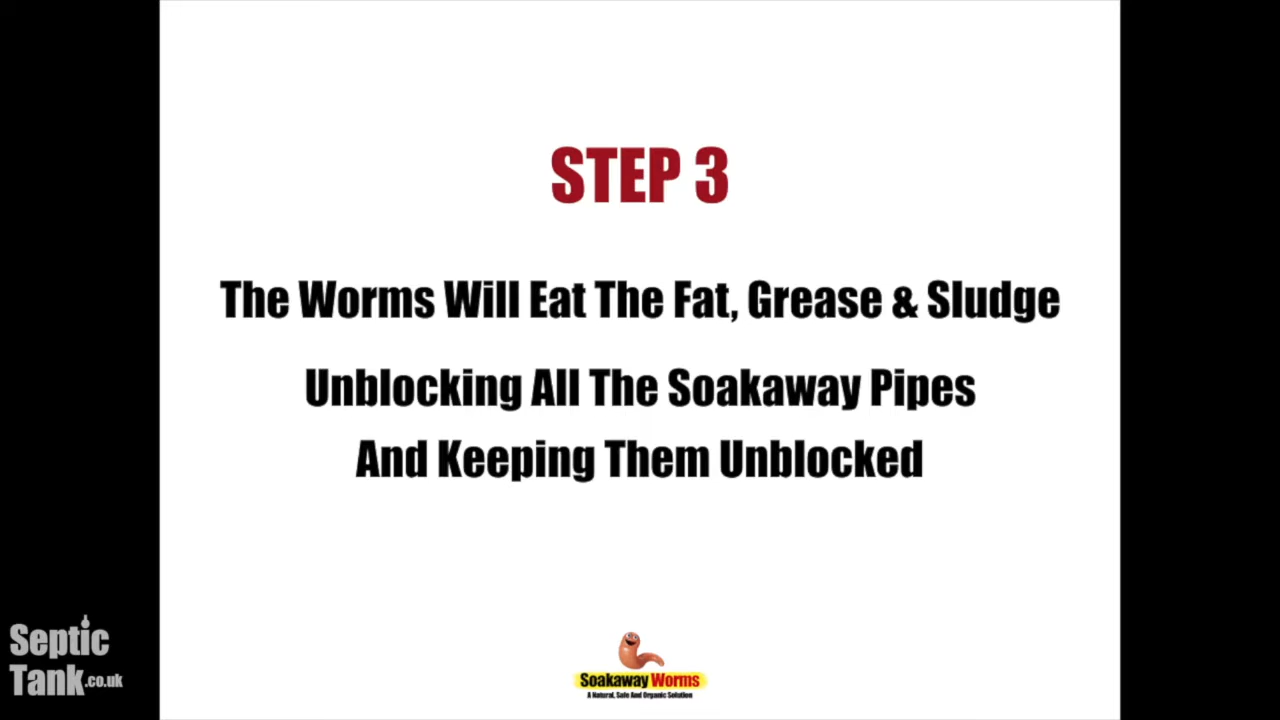 STEP 3
The Worms Will Eat The Fat, Grease & Sludge
Unblocking All The Soakaway Pipes
And Keeping Them Unblocked
Soakaway Worms
A Natural, Safe And Organic Solution
Septic
Tank.co.uk